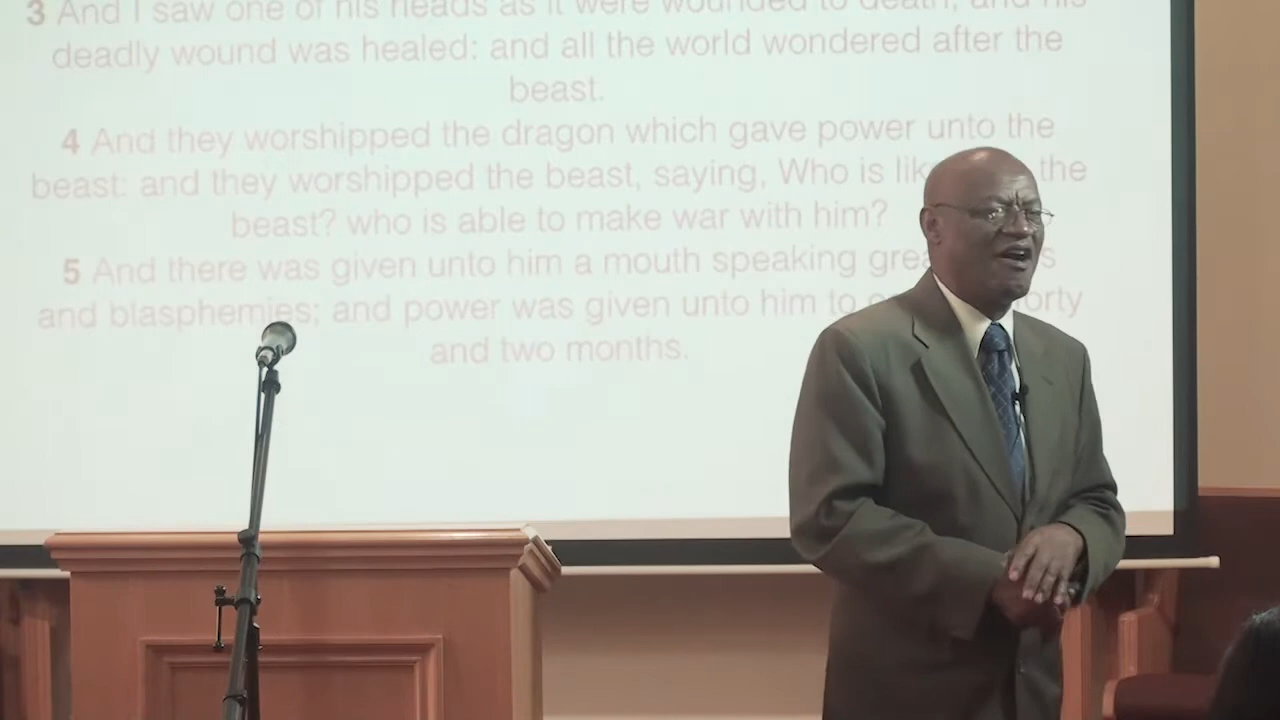 3 And I saw one of his heads as it were wounded to death; and his
deadly wound was healed: and all the world wondered after the
beast.
4 And they worshipped the dragon which gave power unto the
beast: and they worshipped the beast, saying, Who is the
beast? who is able to make war with him?
5 And there was given unto him a mouth speaking
and blasphemies; and power was given unto him to
and two months.